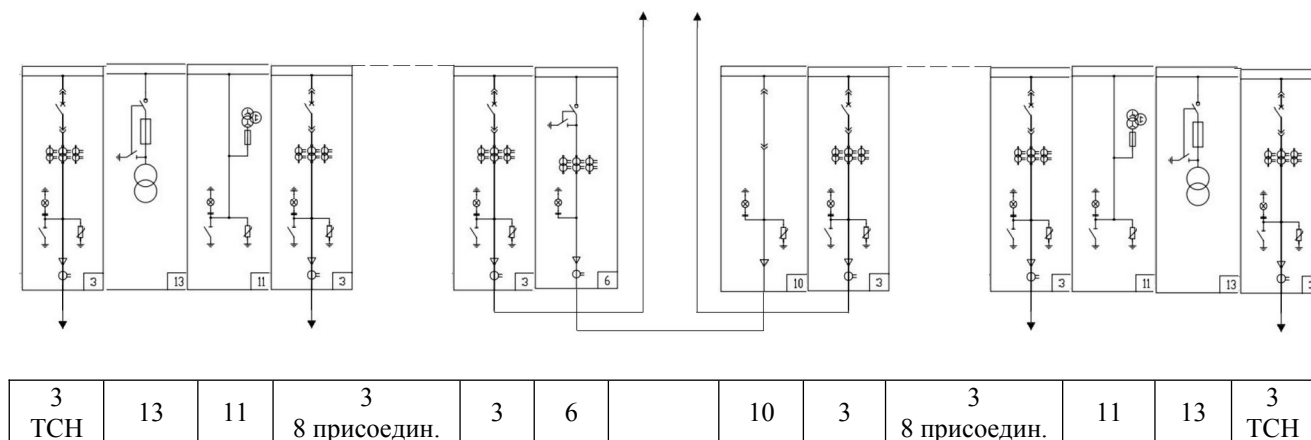 3 13 11 3 3 6 10 3 3 11 13 3
3 ТСН 13 11 3 8 присоедин. 3 6 10 3 3 8 присоедин. 11 13 3 ТСН